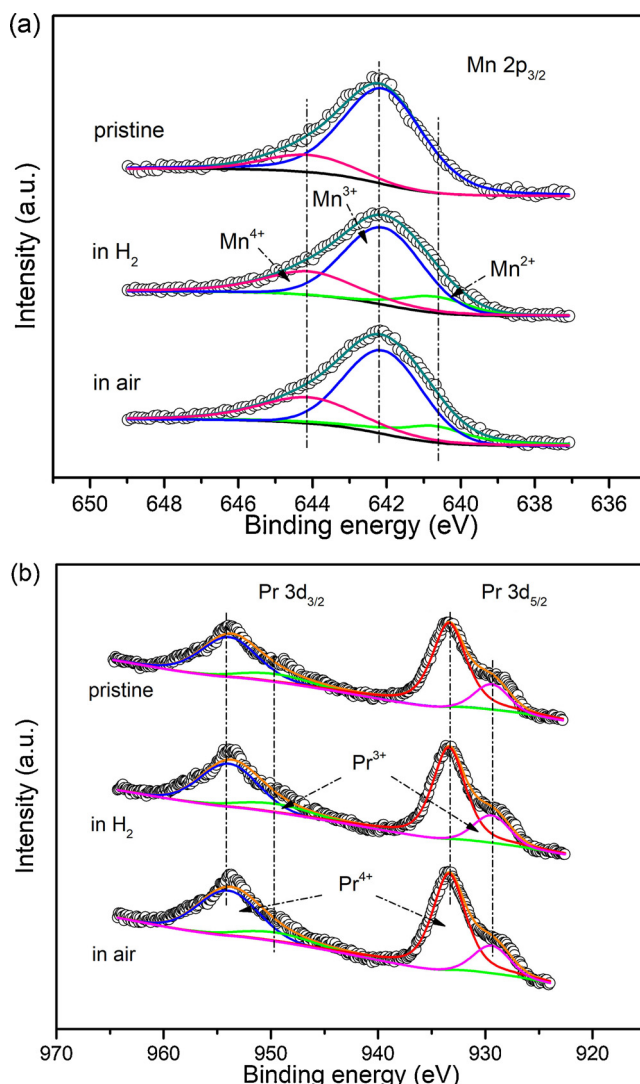 (a)
Mn 2p3/2
pristine
Mn3+
in H2
Mn4+
Mn2+
in air
Intensity (a.u.)
650 648 646 644 642 640 638 636
Binding energy (eV)
(b)
Pr 3d3/2 Pr 3d5/2
pristine
Pr3+
in H2
Pr4+
in air
Intensity (a.u.)
970 960 950 940 930 920
Binding energy (eV)